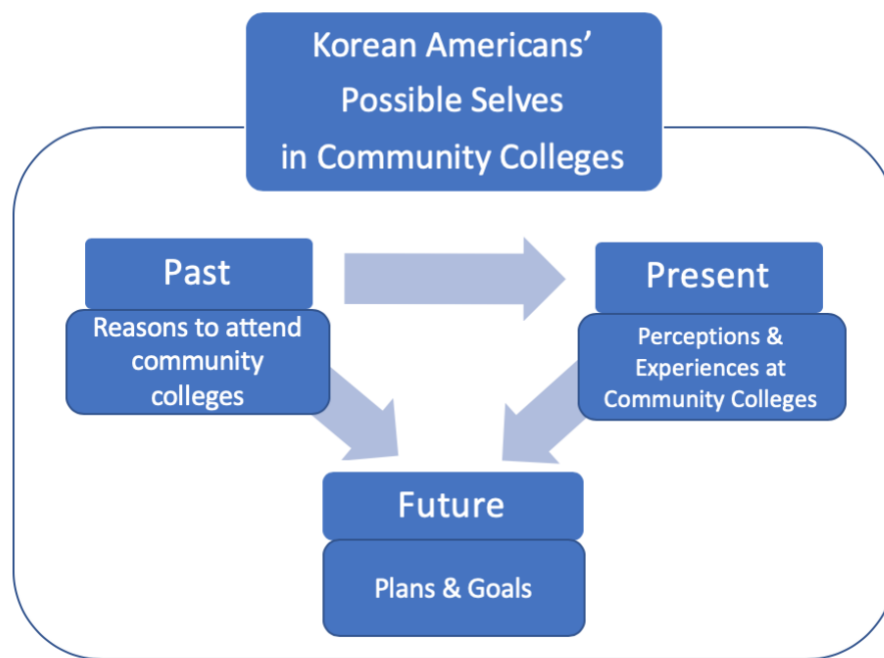 Korean Americans’
Possible Selves
in Community Colleges
Past
Reasons to attend
community
colleges
Present
Perceptions &
Experiences at
Community Colleges
Future
Plans & Goals